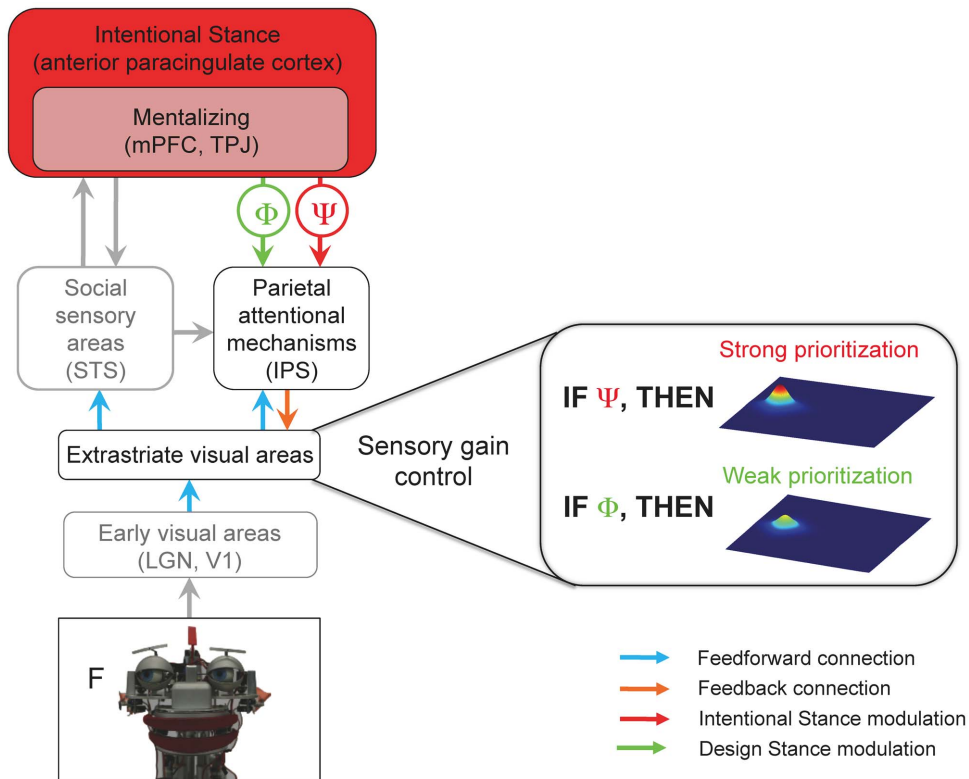 Intentional Stance
(anterior paracingulate cortex)
Mentalizing
(mPFC, TPJ)
Φ
Ψ
Social
sensory
areas
(STS)
Parietal
attentional
mechanisms
(IPS)
Extrastriate visual areas
Early visual areas
(LGN, V1)
F
Sensory gain
control
Strong prioritization
IF Ψ, THEN
Weak prioritization
IF Φ, THEN
Feedforward connection
Feedback connection
Intentional Stance modulation
Design Stance modulation